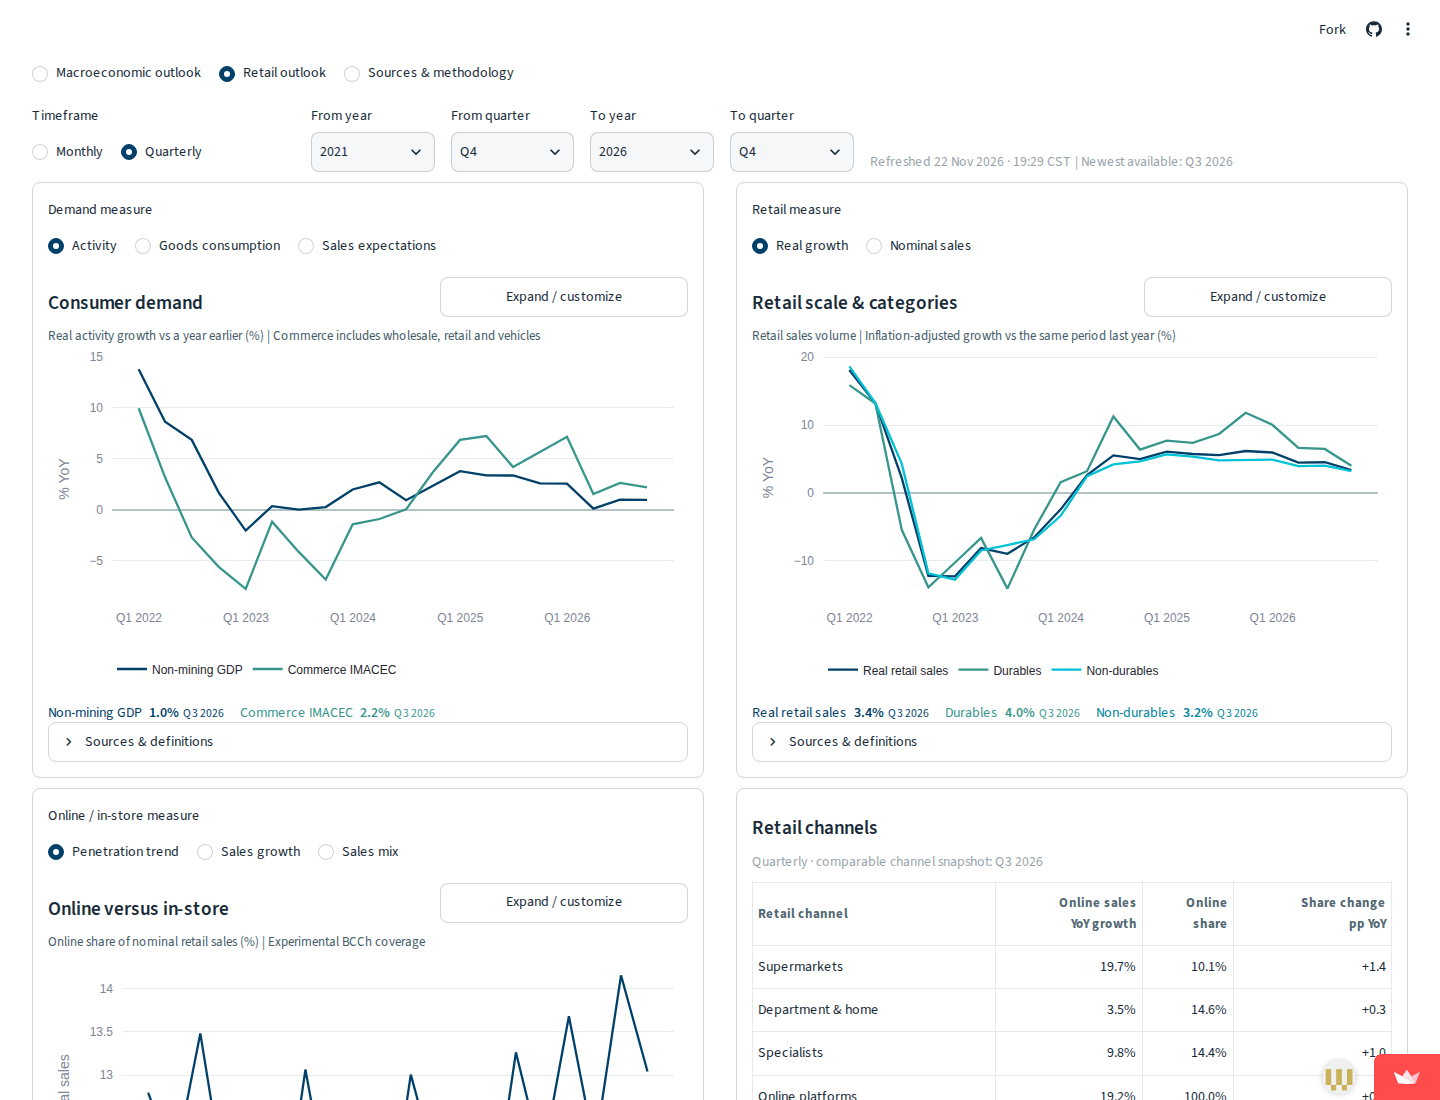 Fork
Macroeconomic outlook
Retail outlook
Sources & methodology
Timeframe
Monthly
Quarterly
From year
2021
From quarter
Q4
To year
2026
To quarter
Q4
Refreshed 22 Nov 2026 · 19:29 CST | Newest available: Q3 2026
Demand measure
Activity
Goods consumption
Sales expectations
Consumer demand
Expand / customize
Real activity growth vs a year earlier (%) | Commerce includes wholesale, retail and vehicles
% YoY
15
10
5
0
−5
Q1 2022
Q1 2023
Q1 2024
Q1 2025
Q1 2026
Non-mining GDP
Commerce IMACEC
Non-mining GDP 1.0% Q3 2026 Commerce IMACEC 2.2% Q3 2026
Sources & definitions
Retail measure
Real growth
Nominal sales
Retail scale & categories
Expand / customize
Retail sales volume | Inflation-adjusted growth vs the same period last year (%)
% YoY
20
10
0
−10
Q1 2022
Q1 2023
Q1 2024
Q1 2025
Q1 2026
Real retail sales
Durables
Non-durables
Real retail sales 3.4% Q3 2026 Durables 4.0% Q3 2026 Non-durables 3.2% Q3 2026
Sources & definitions
Online / in-store measure
Penetration trend
Sales growth
Sales mix
Online versus in-store
Expand / customize
Online share of nominal retail sales (%) | Experimental BCCh coverage
14
13.5
13
al sales
Retail channels
Quarterly · comparable channel snapshot: Q3 2026
Retail channel
Online sales YoY growth
Online share
Share change pp YoY
Supermarkets 19.7% 10.1% +1.4
Department & home 3.5% 14.6% +0.3
Specialists 9.8% 14.4% +1.0
Online platforms 19.2% 100.0%